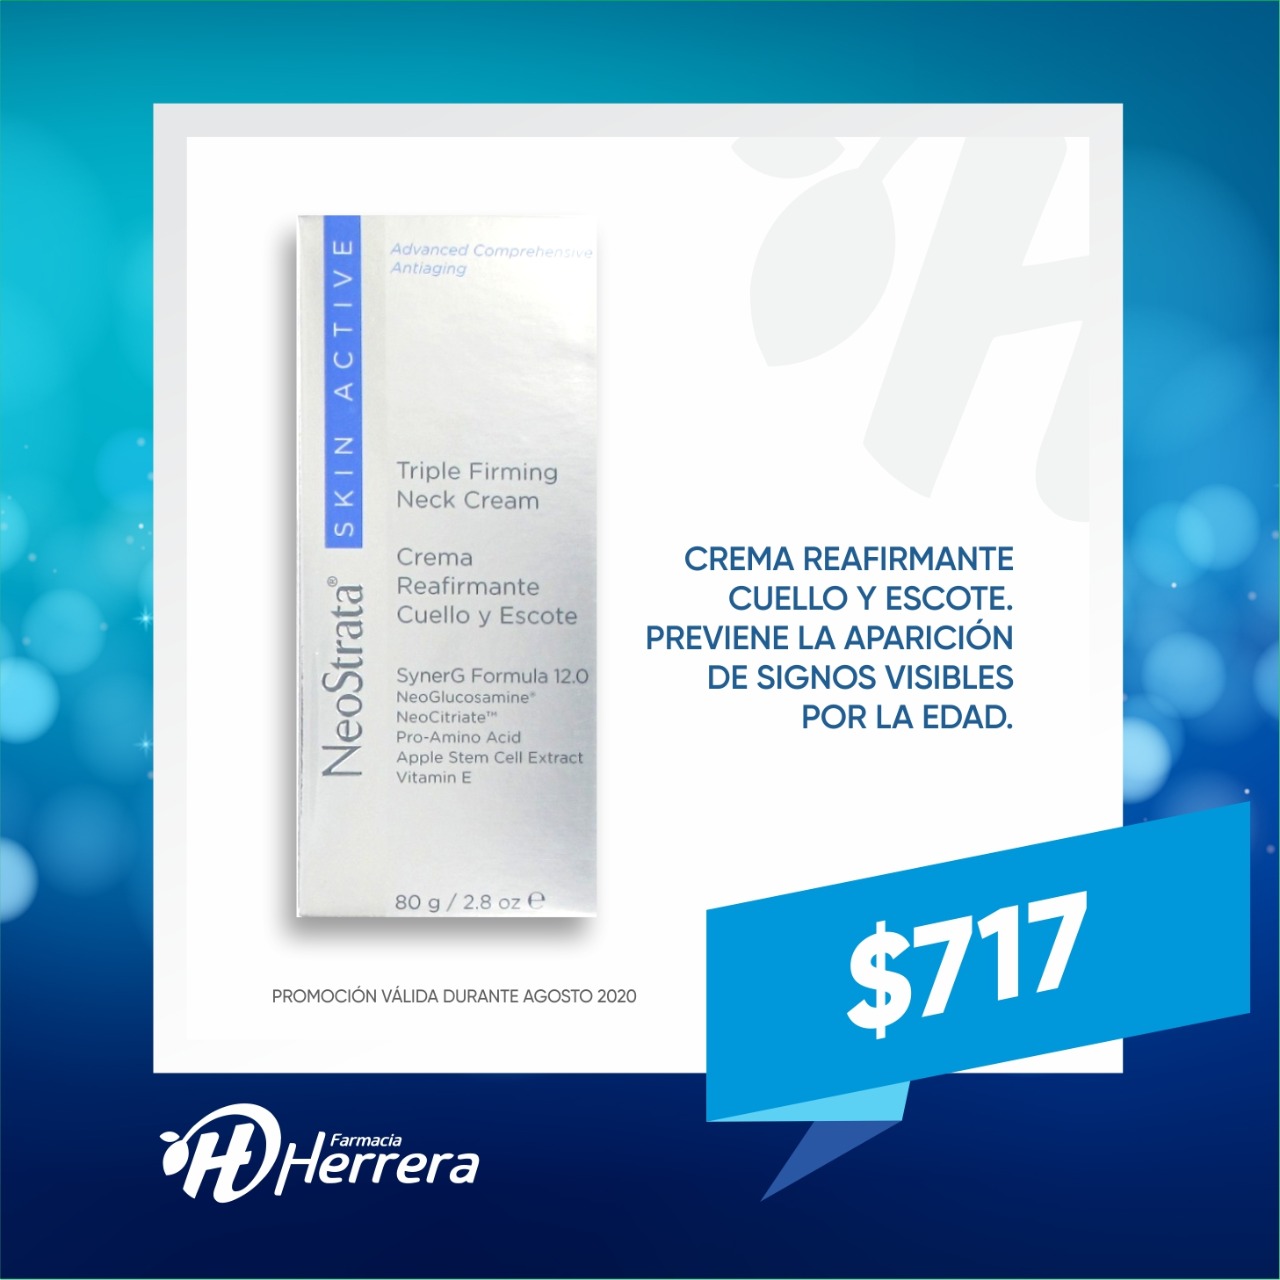 SKIN ACTIVE
NeoStrata®
Advanced Comprehensive
Antiaging
Triple Firming
Neck Cream
Crema
Reafirmante
Cuello y Escote
SynerG Formula 12.0
NeoGlucosamine®
NeoCitriate™
Pro-Amino Acid
Apple Stem Cell Extract
Vitamin E
80 g / 2.8 oz ℮
CREMA REAFIRMANTE
CUELLO Y ESCOTE.
PREVIENE LA APARICIÓN
DE SIGNOS VISIBLES
POR LA EDAD.
$717
PROMOCIÓN VÁLIDA DURANTE AGOSTO 2020
H
Farmacia
Herrera